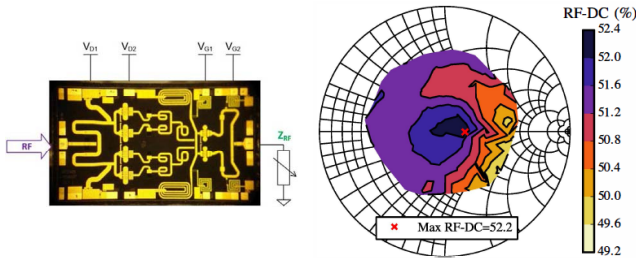 V_D1 V_D2 V_G1 V_G2
RF
Z_RF
RF-DC (%)
52.4
52.0
51.6
51.2
50.8
50.4
50.0
49.6
49.2
× Max RF-DC=52.2